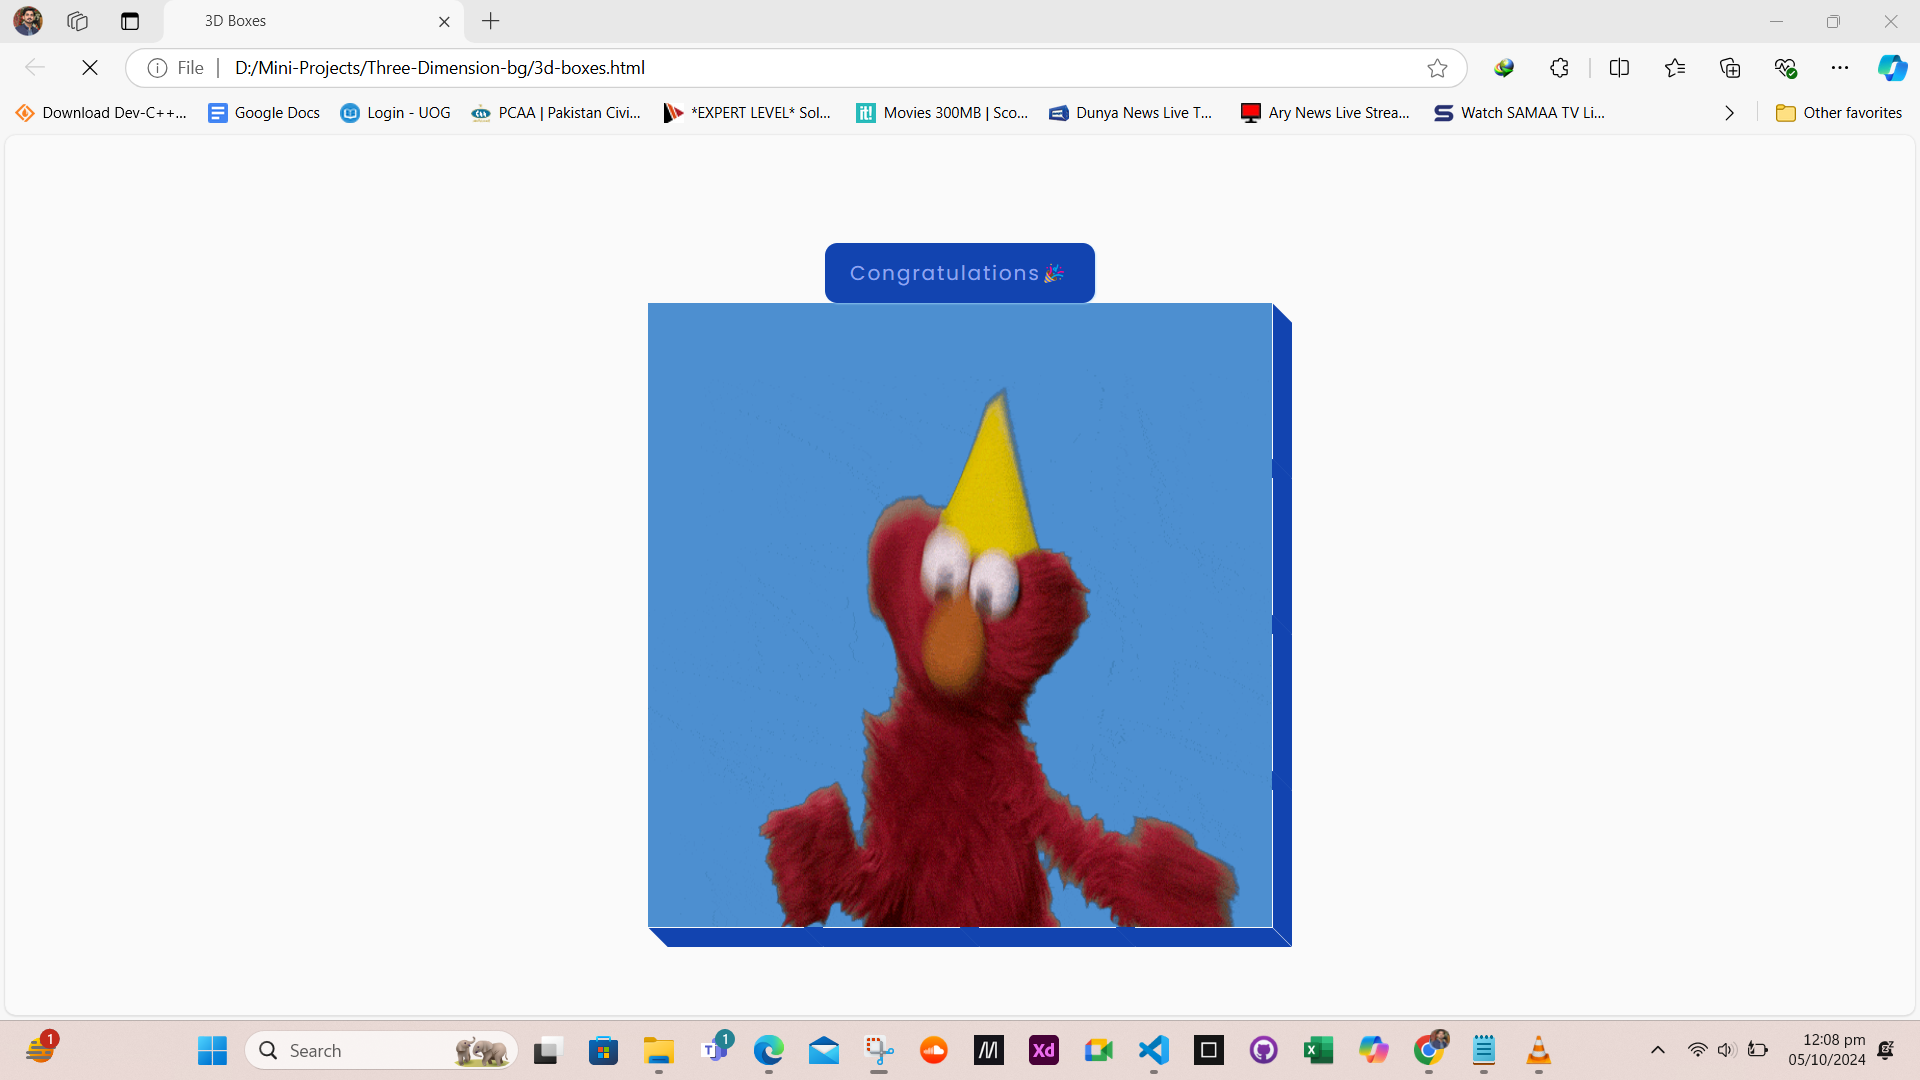 3D Boxes
File
D:/Mini-Projects/Three-Dimension-bg/3d-boxes.html
Download Dev-C++...
Google Docs
Login - UOG
PCAA | Pakistan Civi...
*EXPERT LEVEL* Sol...
it!
Movies 300MB | Sco...
Dunya News Live T...
Ary News Live Strea...
Watch SAMAA TV Li...
Other favorites
Congratulations🎉
1
Search
1
Xd
12:08 pm
05/10/2024